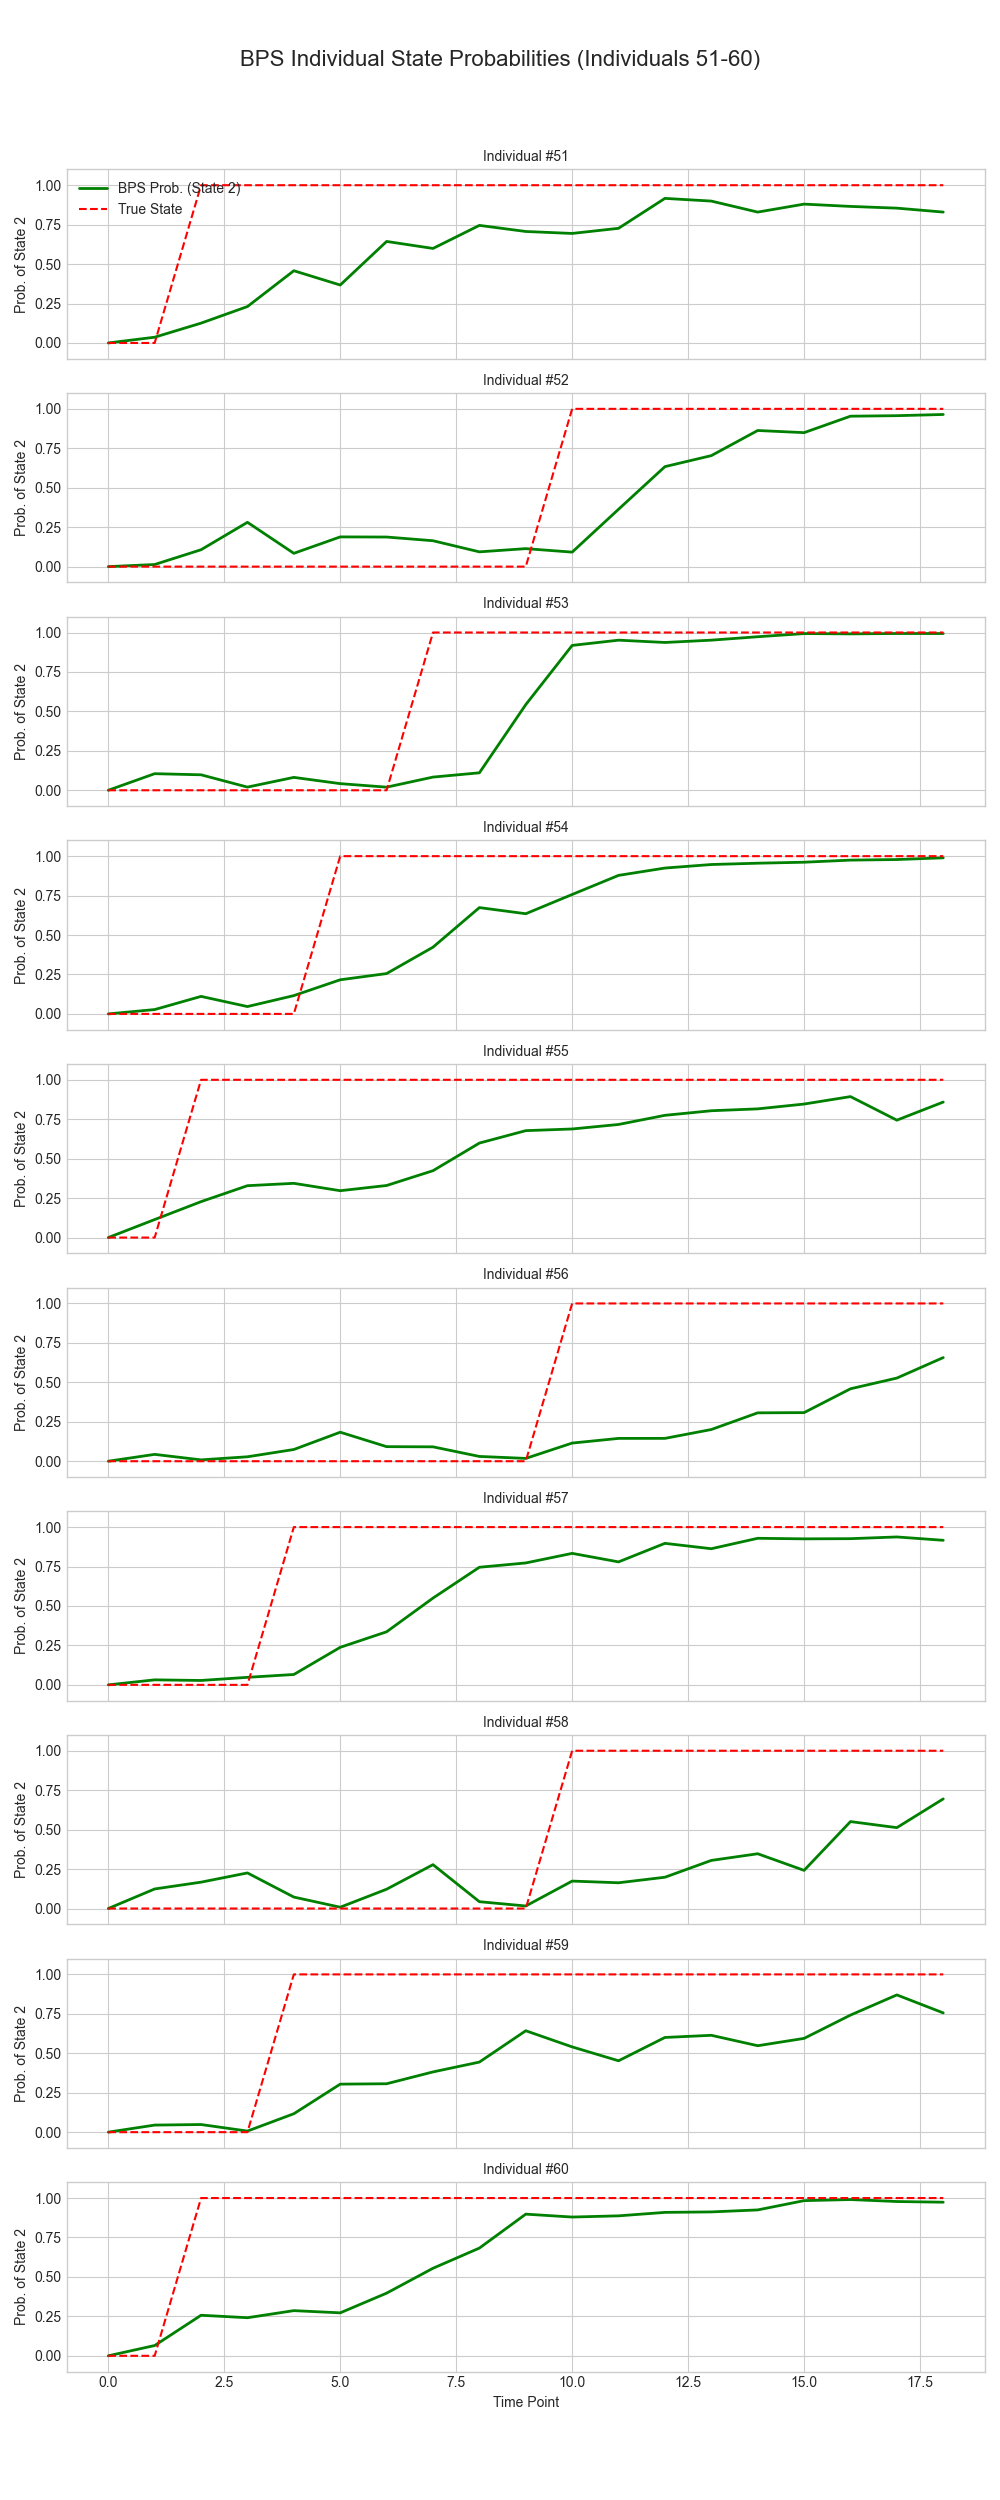 BPS Individual State Probabilities (Individuals 51-60)
Individual #51
BPS Prob. (State 2)
True State
1.00
0.75
0.50
0.25
0.00
Prob. of State 2
Individual #52
1.00
0.75
0.50
0.25
0.00
Prob. of State 2
Individual #53
1.00
0.75
0.50
0.25
0.00
Prob. of State 2
Individual #54
1.00
0.75
0.50
0.25
0.00
Prob. of State 2
Individual #55
1.00
0.75
0.50
0.25
0.00
Prob. of State 2
Individual #56
1.00
0.75
0.50
0.25
0.00
Prob. of State 2
Individual #57
1.00
0.75
0.50
0.25
0.00
Prob. of State 2
Individual #58
1.00
0.75
0.50
0.25
0.00
Prob. of State 2
Individual #59
1.00
0.75
0.50
0.25
0.00
Prob. of State 2
Individual #60
1.00
0.75
0.50
0.25
0.00
Prob. of State 2
0.0 2.5 5.0 7.5 10.0 12.5 15.0 17.5
Time Point